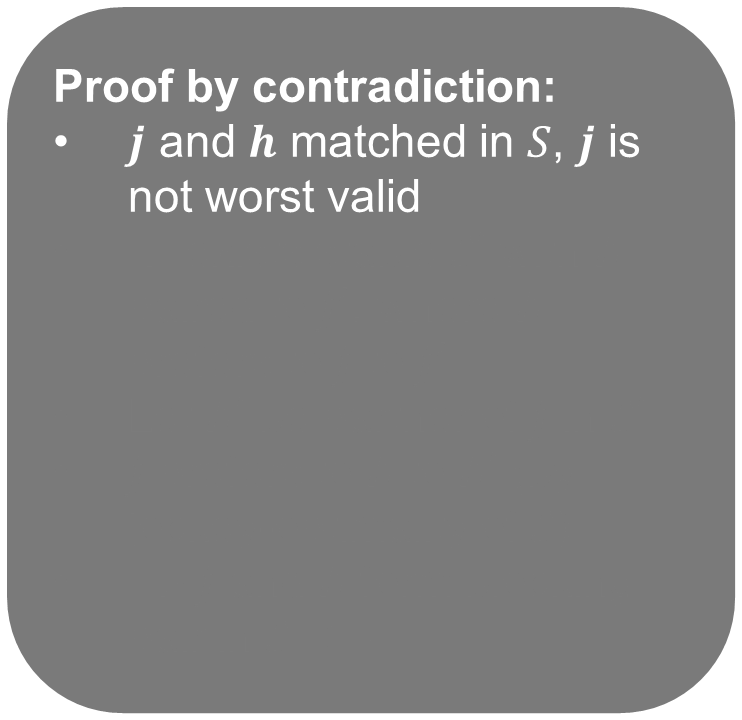 Proof by contradiction:
• j and h matched in S, j is
not worst valid